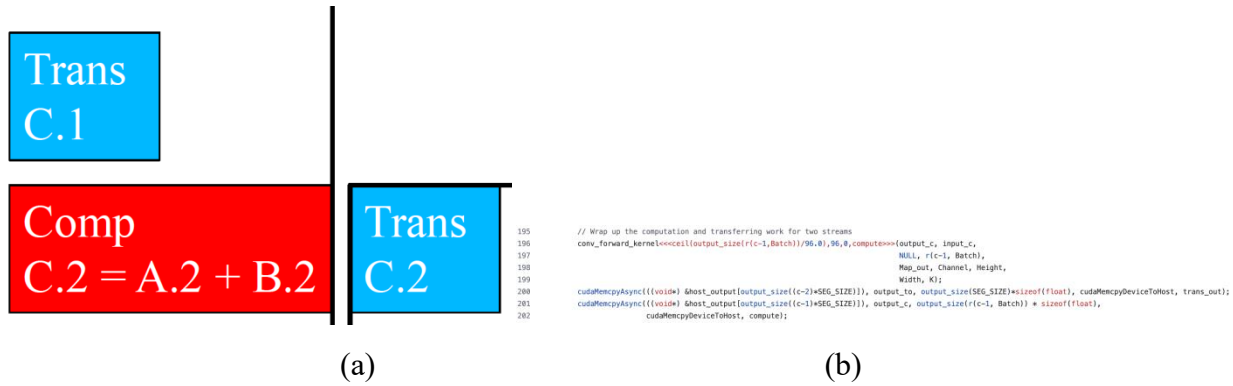 Trans
C.1
Comp
C.2 = A.2 + B.2
Trans
C.2
195 // Wrap up the computation and transferring work for two streams
196 conv_forward_kernel<<<ceil(output_size(r(c-1,Batch))/96.0),96,0,compute>>>(output_c, input_c,
197 NULL, r(c-1, Batch),
198 Map_out, Channel, Height,
199 Width, K);
200 cudaMemcpyAsync(((void*) &host_output[output_size((c-2)*SEG_SIZE)]), output_to, output_size(SEG_SIZE)*sizeof(float), cudaMemcpyDeviceToHost, trans_out);
201 cudaMemcpyAsync(((void*) &host_output[output_size((c-1)*SEG_SIZE)]), output_c, output_size(r(c-1, Batch)) * sizeof(float),
202 cudaMemcpyDeviceToHost, compute);
(a)
(b)